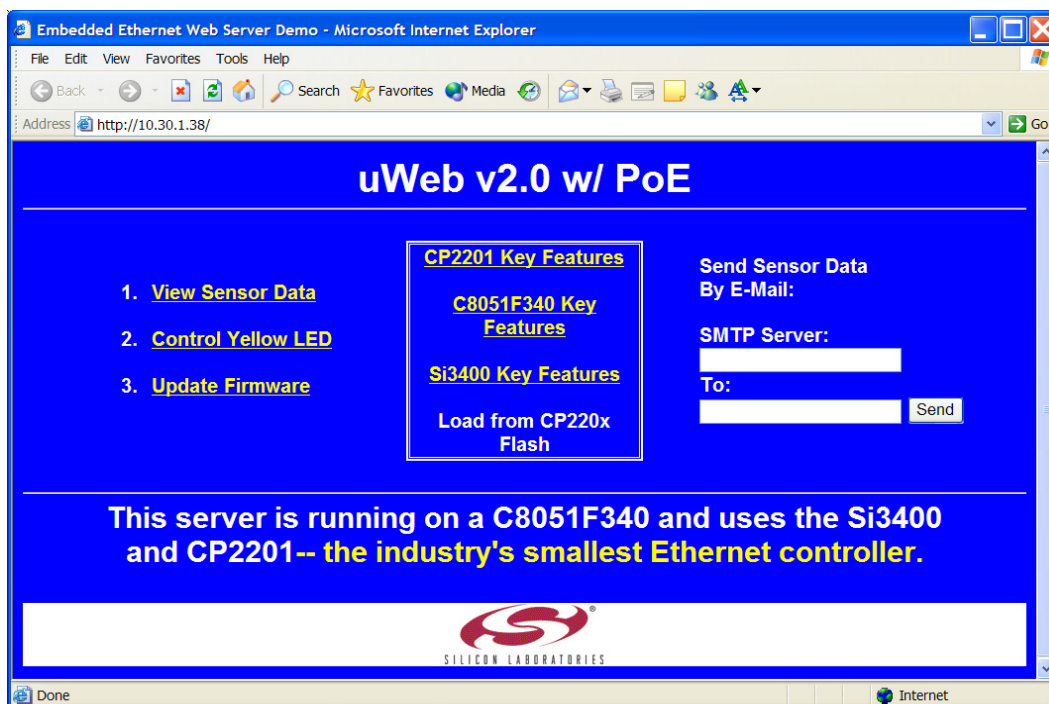 Embedded Ethernet Web Server Demo - Microsoft Internet Explorer
File Edit View Favorites Tools Help
Back Search Favorites Media
Address http://10.30.1.38/ Go
uWeb v2.0 w/ PoE
1. View Sensor Data
2. Control Yellow LED
3. Update Firmware
CP2201 Key Features
C8051F340 Key
Features
Si3400 Key Features
Load from CP220x
Flash
Send Sensor Data
By E-Mail:
SMTP Server:
To:
Send
This server is running on a C8051F340 and uses the Si3400
and CP2201-- the industry's smallest Ethernet controller.
SILICON LABORATORIES
®
Done Internet